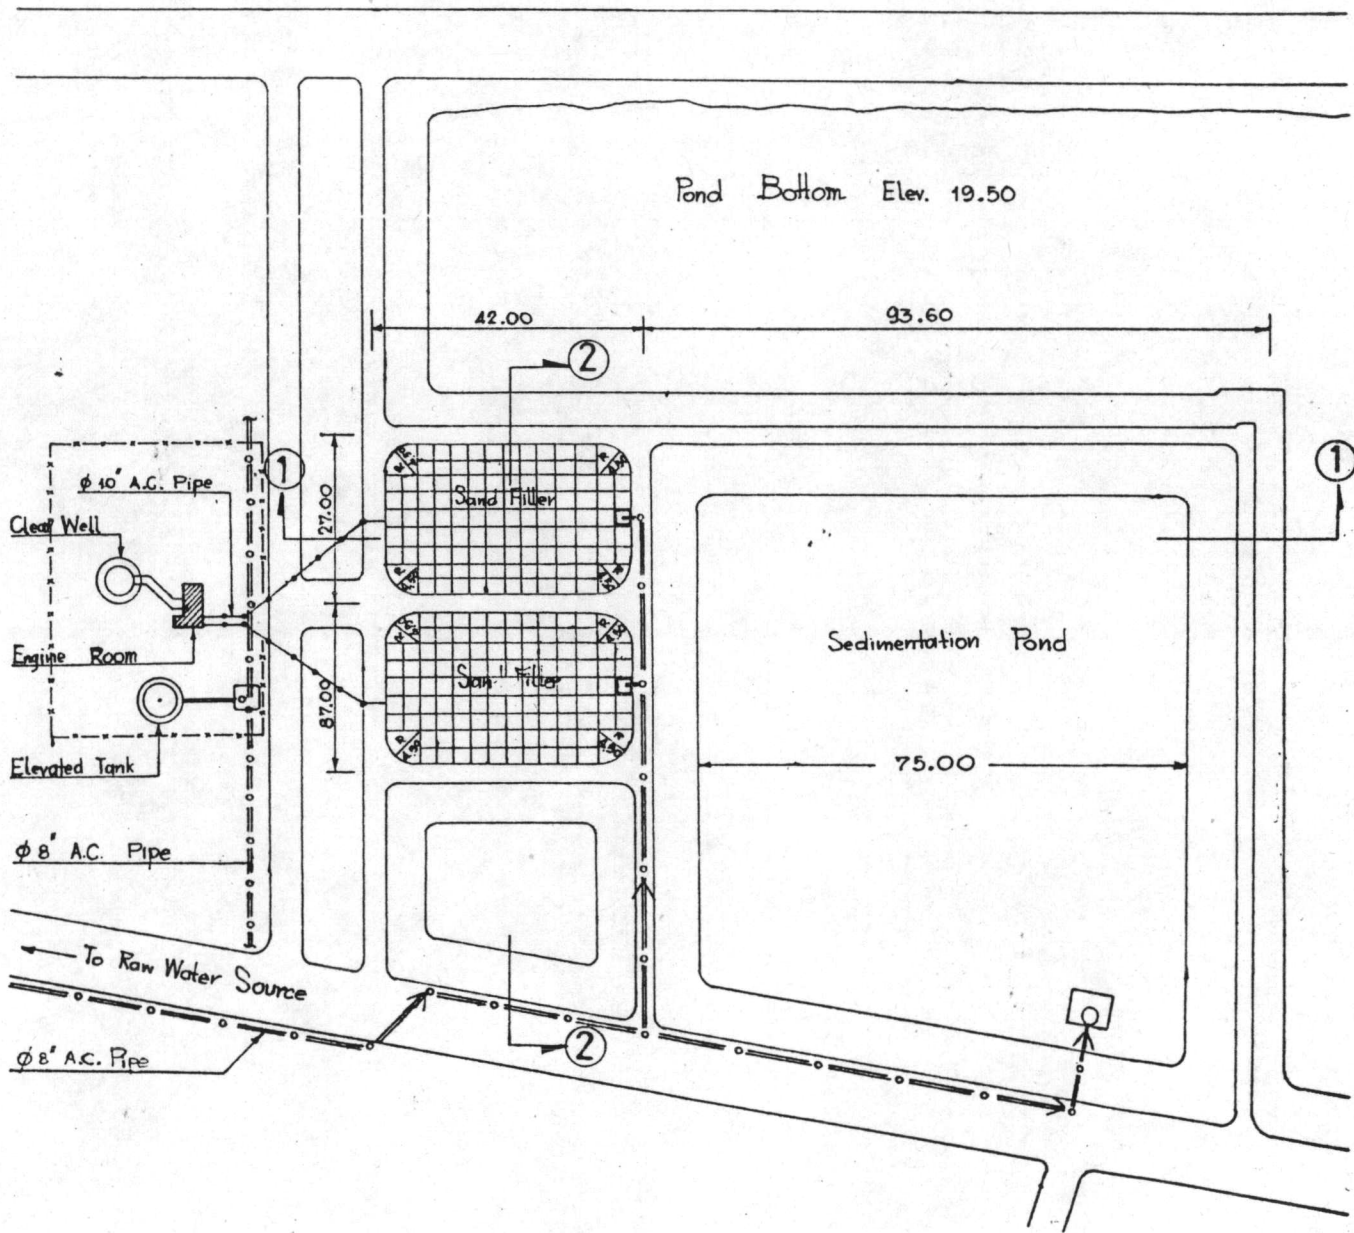 Pond Bottom Elev. 19.50
42.00
93.60
2
1
1
ø 10" A.C. Pipe
27.00
Sand Filler
Clear Well
Engine Room
Sedimentation Pond
Filler
87.00
75.00
Elevated Tank
ø 8" A.C. Pipe
To Raw Water Source
ø 8" A.C. Pipe
2